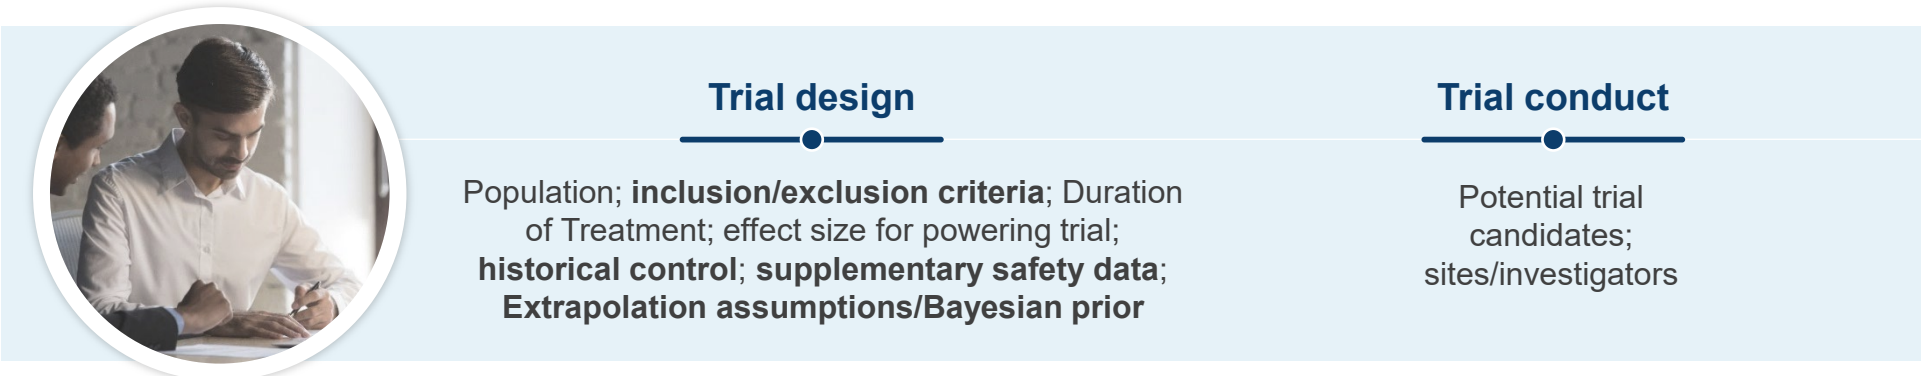 Trial design
Population; inclusion/exclusion criteria; Duration
of Treatment; effect size for powering trial;
historical control; supplementary safety data;
Extrapolation assumptions/Bayesian prior
Trial conduct
Potential trial
candidates;
sites/investigators